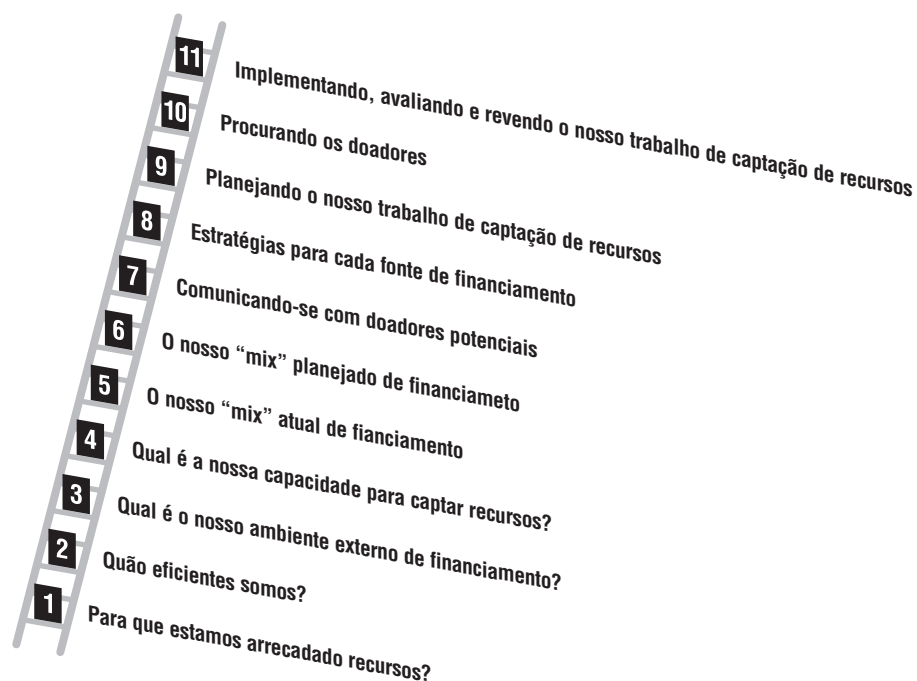 11 Implementando, avaliando e revendo o nosso trabalho de captação de recursos
10 Procurando os doadores
9 Planejando o nosso trabalho de captação de recursos
8 Estratégias para cada fonte de financiamento
7 Comunicando-se com doadores potenciais
6 O nosso “mix” planejado de financiameto
5 O nosso “mix” atual de fianciamento
4 Qual é a nossa capacidade para captar recursos?
3 Qual é o nosso ambiente externo de financiamento?
2 Quão eficientes somos?
1 Para que estamos arrecadado recursos?